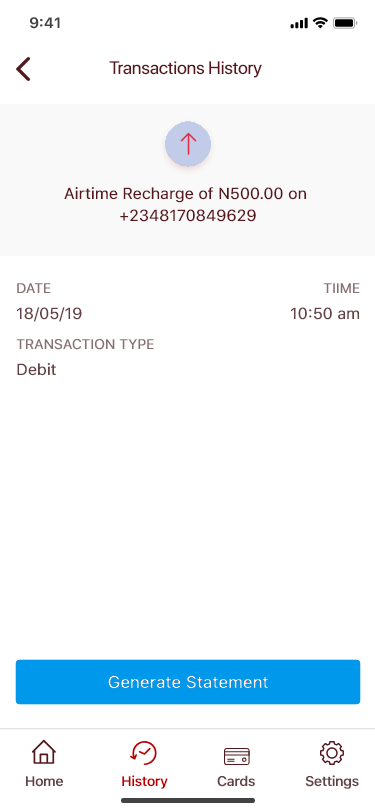 9:41
Transactions History
Airtime Recharge of N500.00 on
+2348170849629
DATE
TIIME
18/05/19
10:50 am
TRANSACTION TYPE
Debit
Generate Statement
Home
History
Cards
Settings